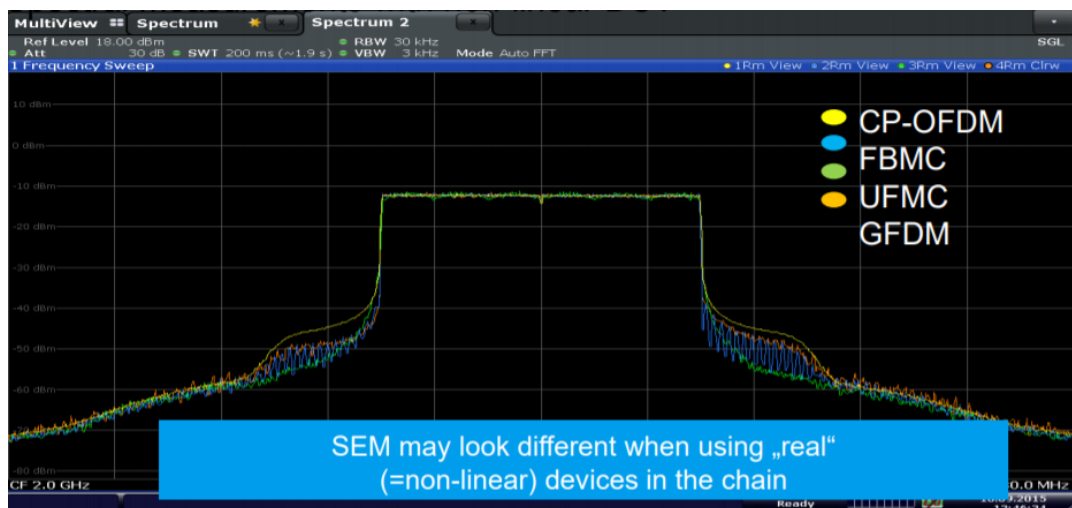 MultiView Spectrum x Spectrum 2 x
Ref Level 18.00 dBm RBW 30 kHz SGL
Att 30 dB SWT 200 ms (~1.9 s) VBW 3 kHz Mode Auto FFT
1 Frequency Sweep 1Rm View 2Rm View 3Rm View 4Rm Clrw
10 dBm
0 dBm
-10 dBm
-20 dBm
-30 dBm
-40 dBm
-50 dBm
-60 dBm
-80 dBm
CP-OFDM
FBMC
UFMC
GFDM
SEM may look different when using „real“
(=non-linear) devices in the chain
CF 2.0 GHz
Ready